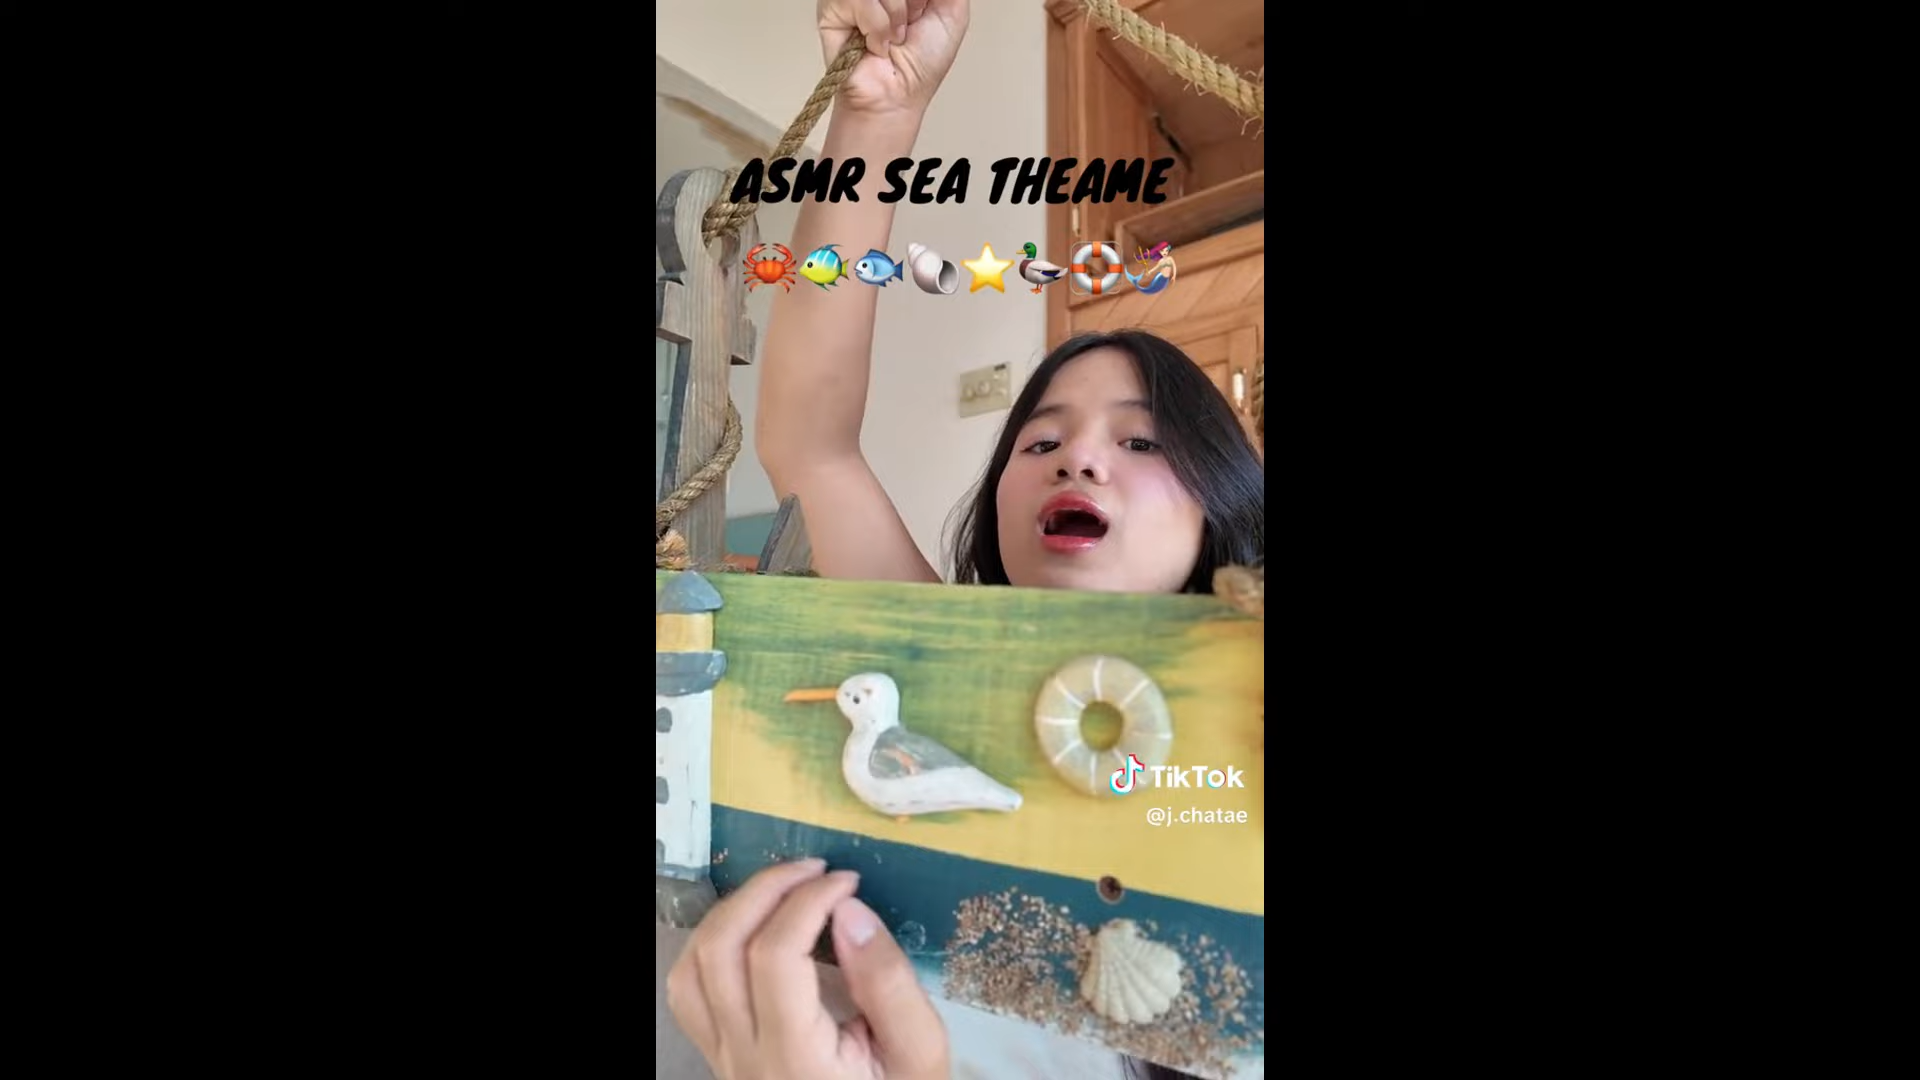 ASMR SEA THEAME
🦀🐠🐟🐚⭐🦆🛟🧜‍♀️
TikTok
@j.chatae